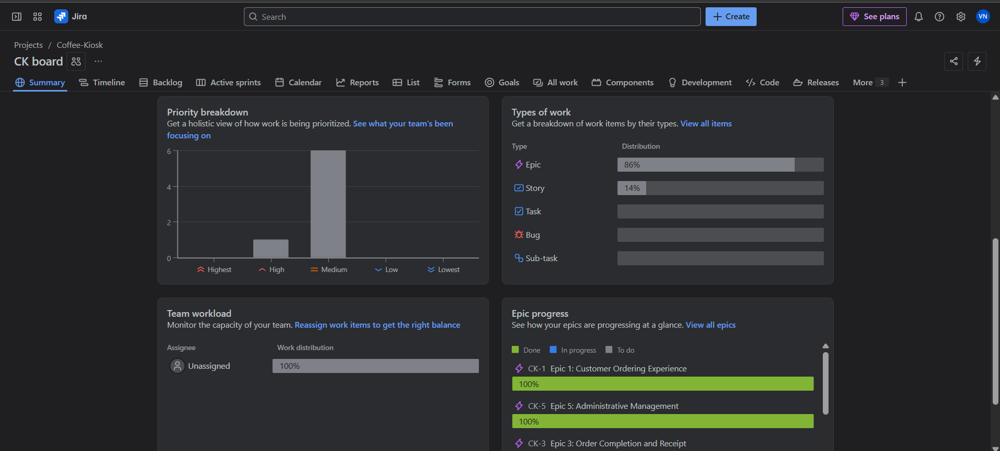 Jira
Search
Create
See plans
VN
Projects / Coffee-Kiosk
CK board
Summary
Timeline
Backlog
Active sprints
Calendar
Reports
List
Forms
Goals
All work
Components
Development
Code
Releases
More 3
Priority breakdown
Get a holistic view of how work is being prioritized. See what your team's been
focusing on
6
4
2
0
Highest
High
Medium
Low
Lowest
Types of work
Get a breakdown of work items by their types. View all items
Type Distribution
Epic 86%
Story 14%
Task
Bug
Sub-task
Team workload
Monitor the capacity of your team. Reassign work items to get the right balance
Assignee Work distribution
Unassigned 100%
Epic progress
See how your epics are progressing at a glance. View all epics
Done In progress To do
CK-1 Epic 1: Customer Ordering Experience
100%
CK-5 Epic 5: Administrative Management
100%
CK-3 Epic 3: Order Completion and Receipt